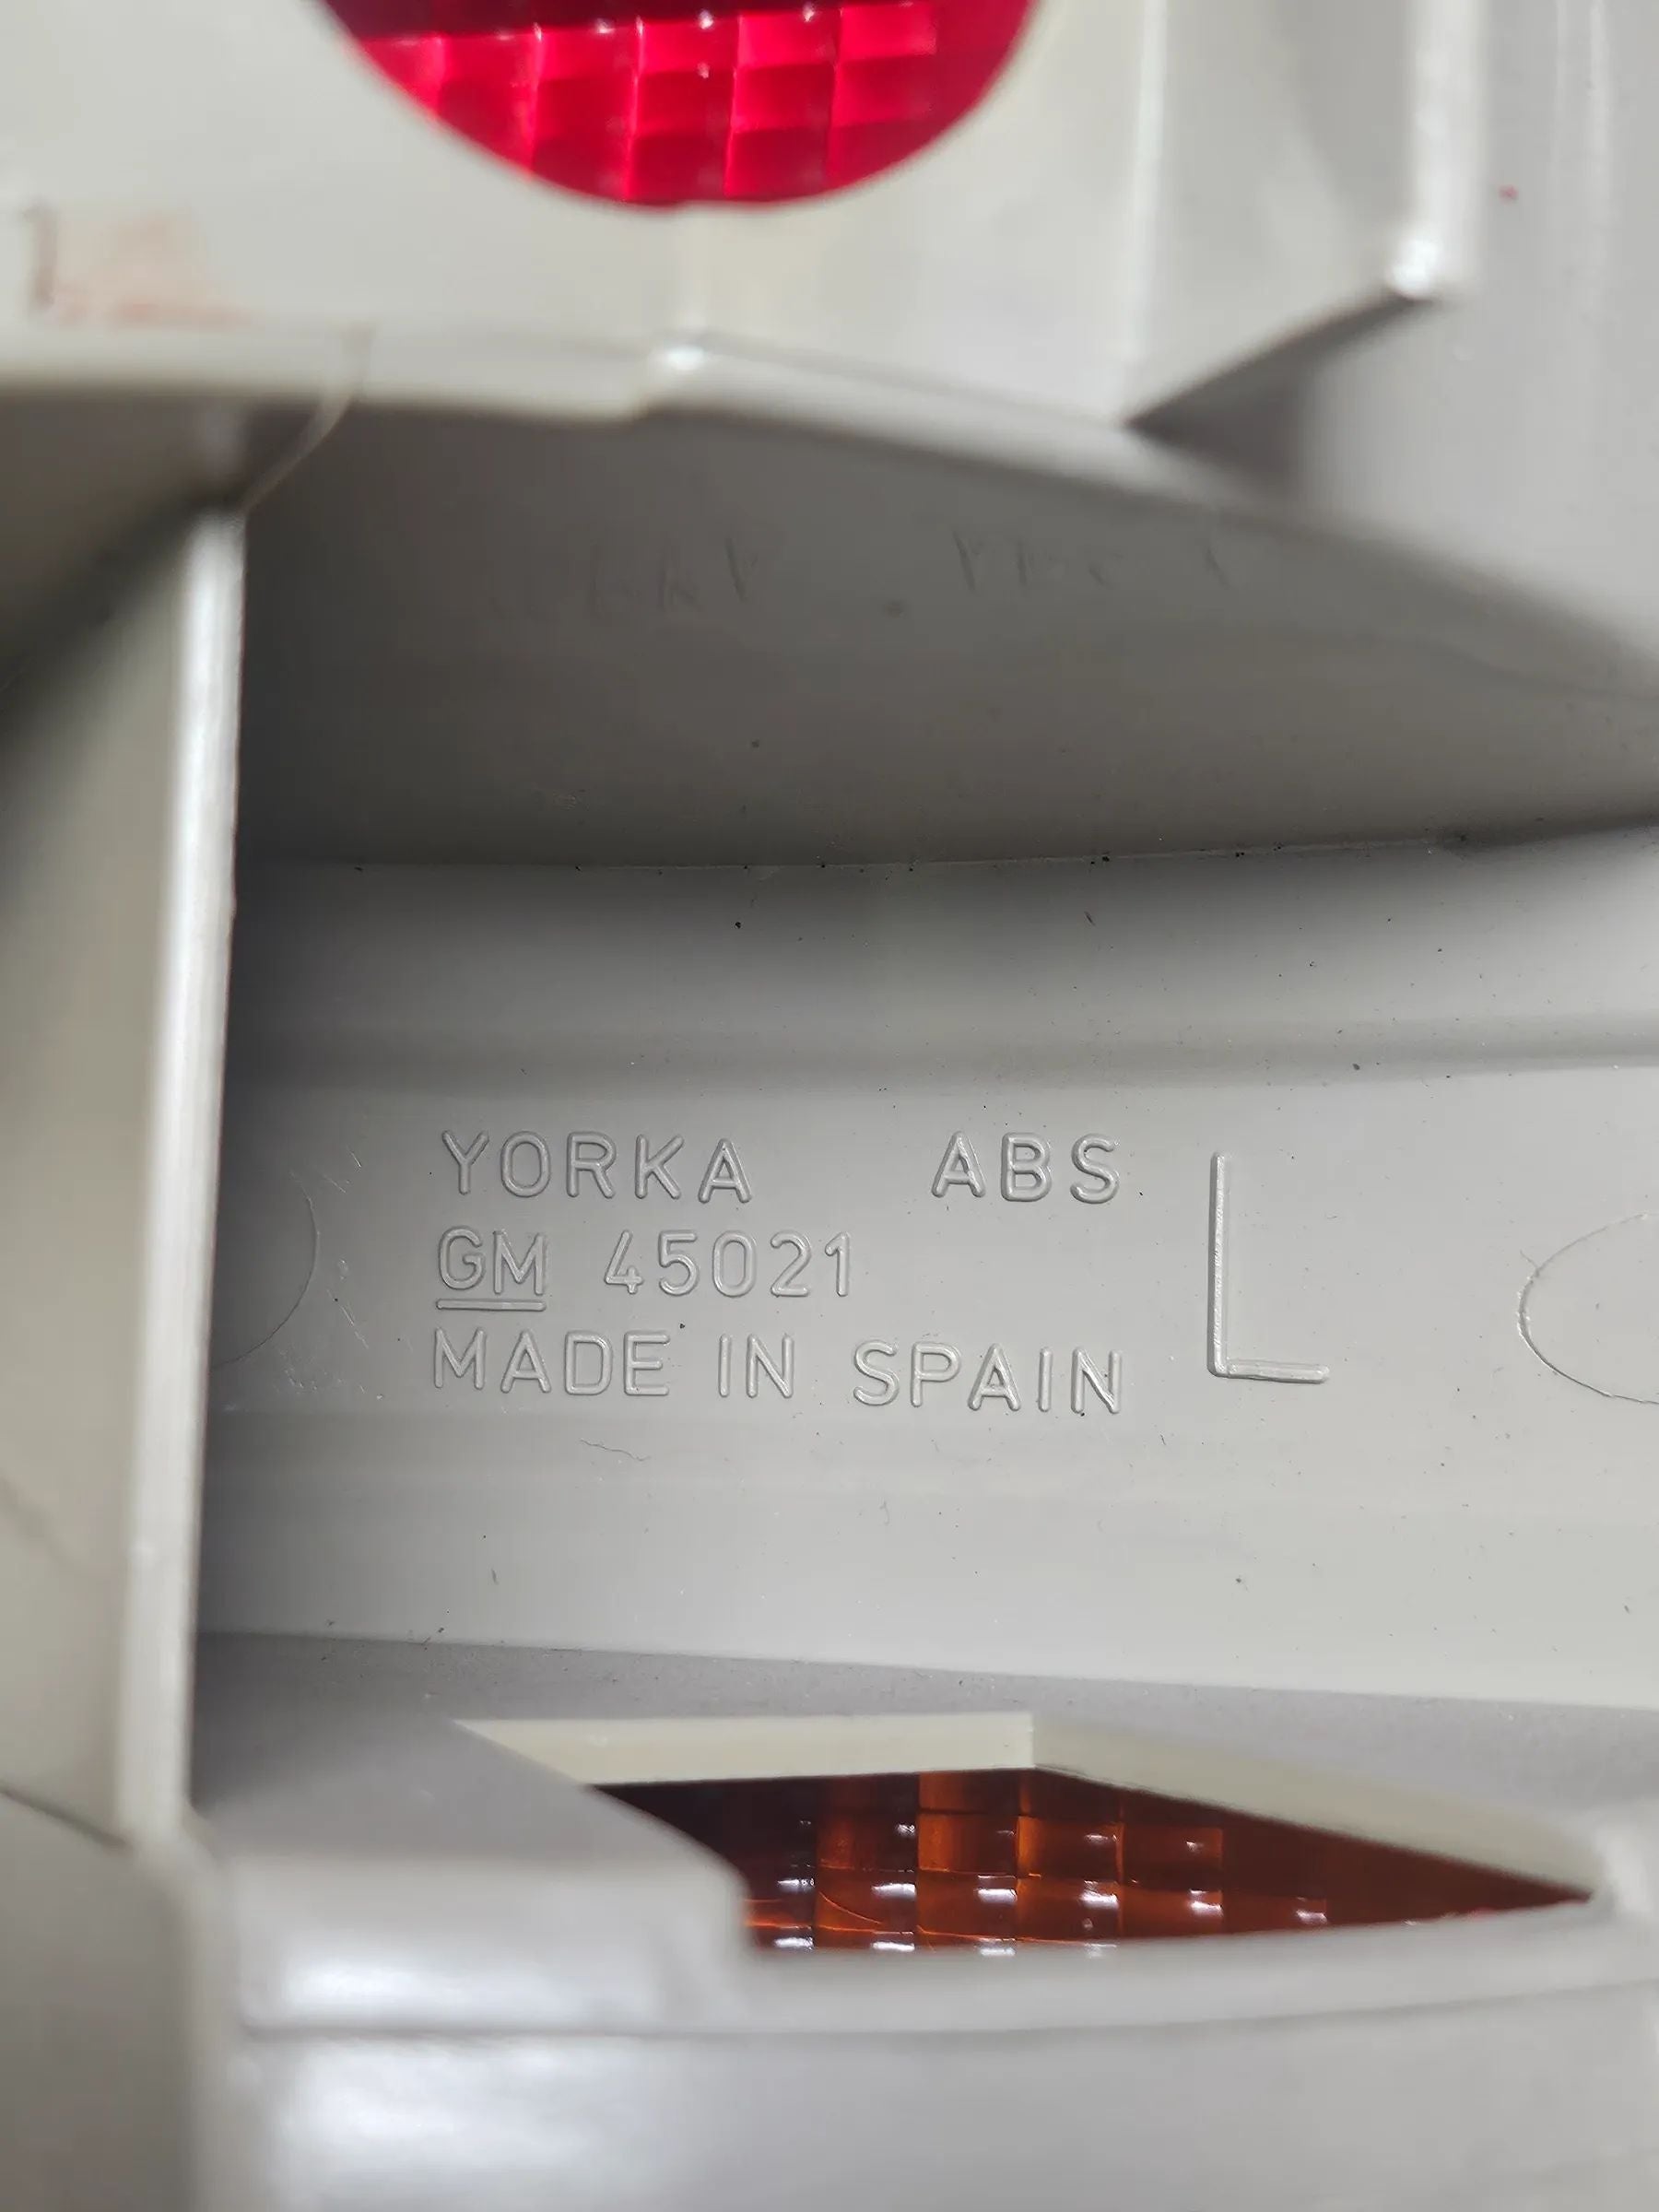 YORKA ABS L
GM 45021
MADE IN SPAIN